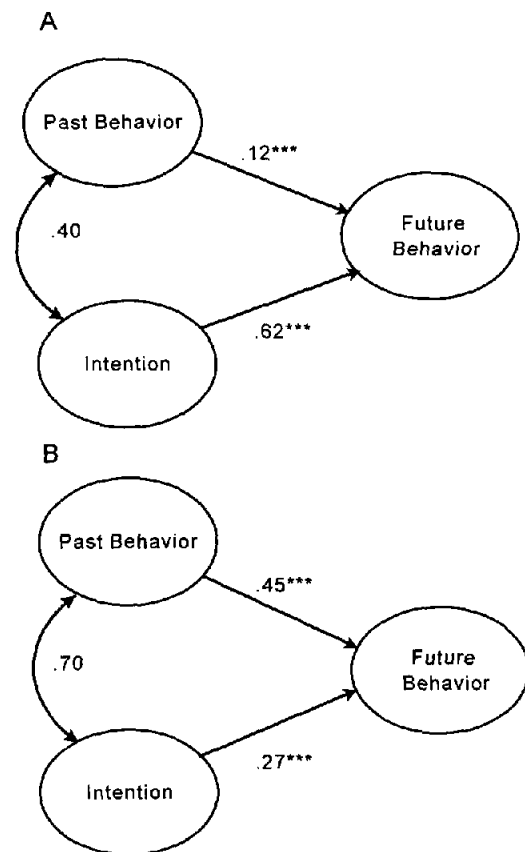 A
Past Behavior
.12***
Future
Behavior
.40
.62***
Intention
B
Past Behavior
.45***
Future
Behavior
.70
.27***
Intention